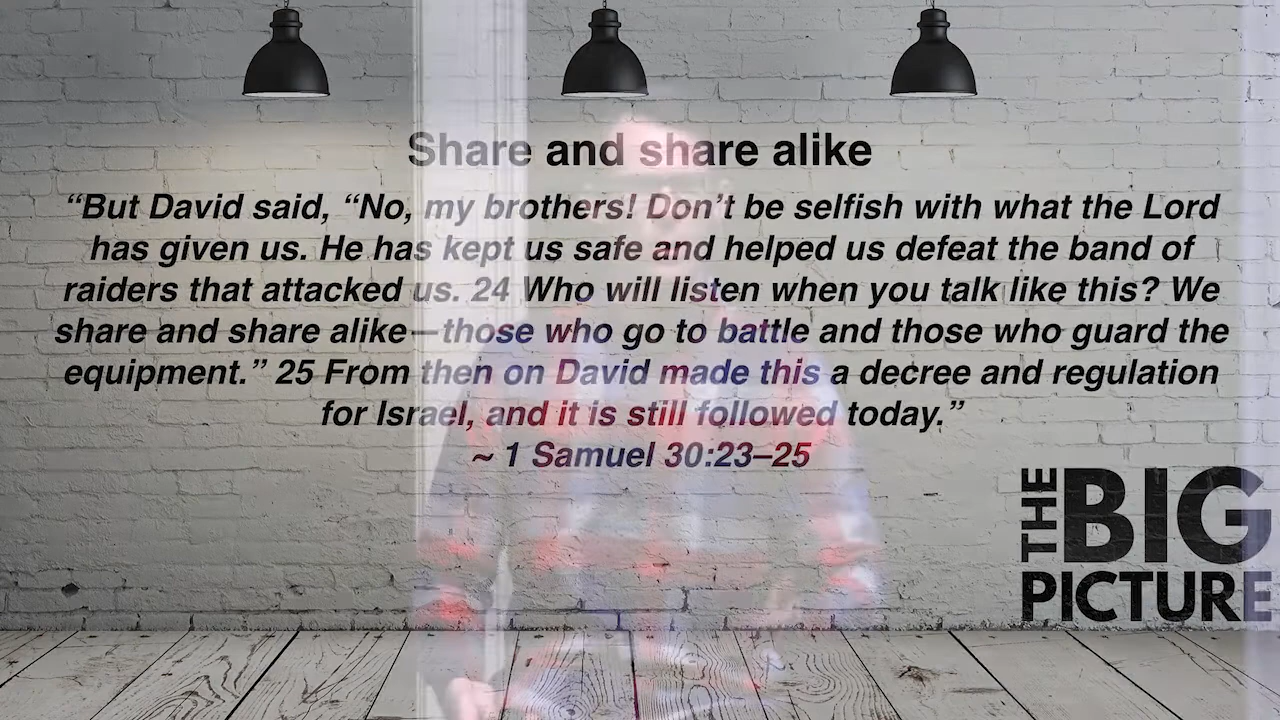 Share and share alike
“But David said, “No, my brothers! Don’t be selfish with what the Lord
has given us. He has kept us safe and helped us defeat the band of
raiders that attacked us. 24 Who will listen when you talk like this? We
share and share alike—those who go to battle and those who guard the
equipment.” 25 From then on David made this a decree and regulation
for Israel, and it is still followed today.”
~ 1 Samuel 30:23–25
THE
BIG
PICTURE